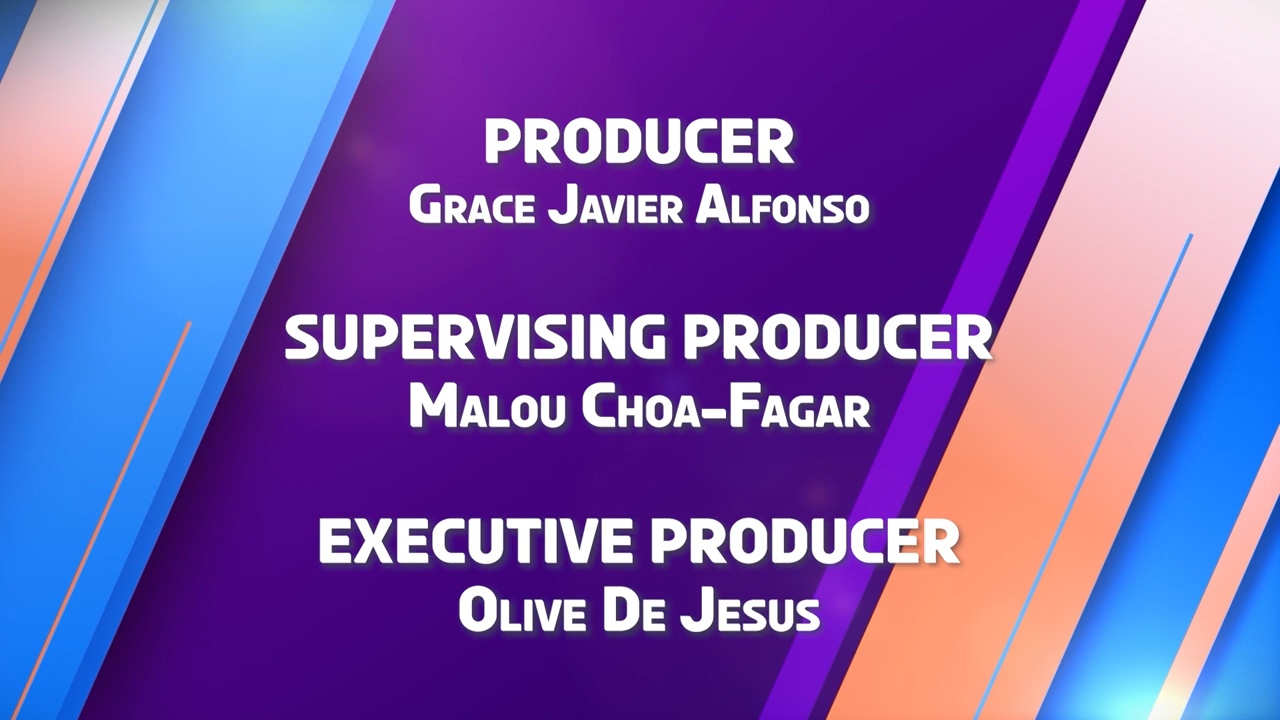 PRODUCER
Grace Javier Alfonso
SUPERVISING PRODUCER
Malou Choa-Fagar
EXECUTIVE PRODUCER
Olive De Jesus